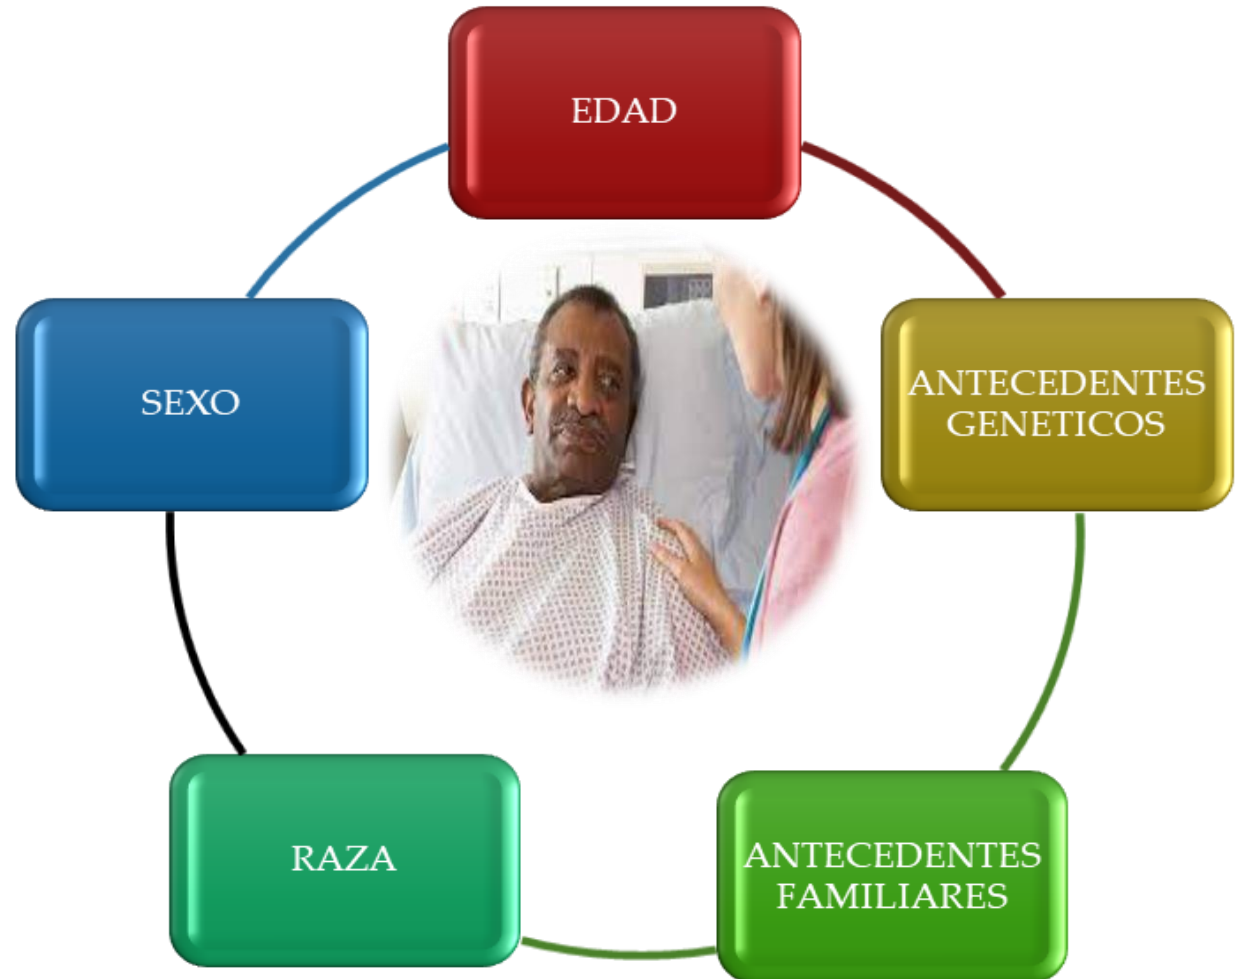 EDAD
SEXO
ANTECEDENTES
GENETICOS
RAZA
ANTECEDENTES
FAMILIARES